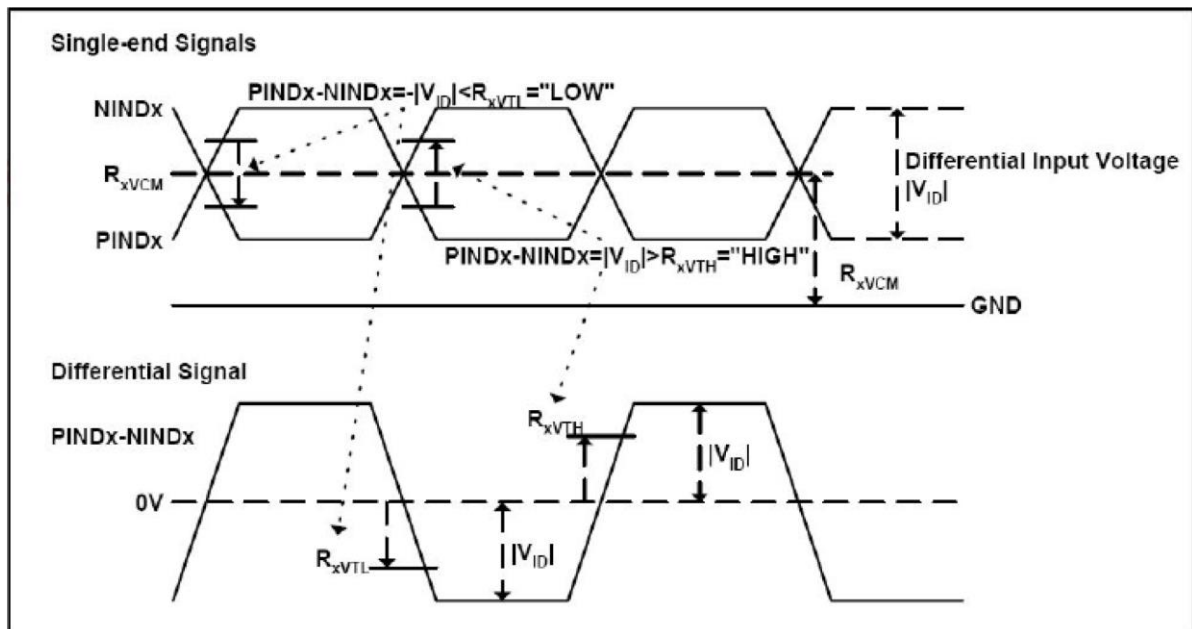 Single-end Signals
PINDx-NINDx=-|VID|<RxVTL="LOW"
NINDx
RxVCM
Differential Input Voltage
|VID|
PINDx
PINDx-NINDx=|VID|>RxVTH="HIGH"
RxVCM
GND
Differential Signal
PINDx-NINDx
RxVTH
|VID|
0V
RxVTL
|VID|